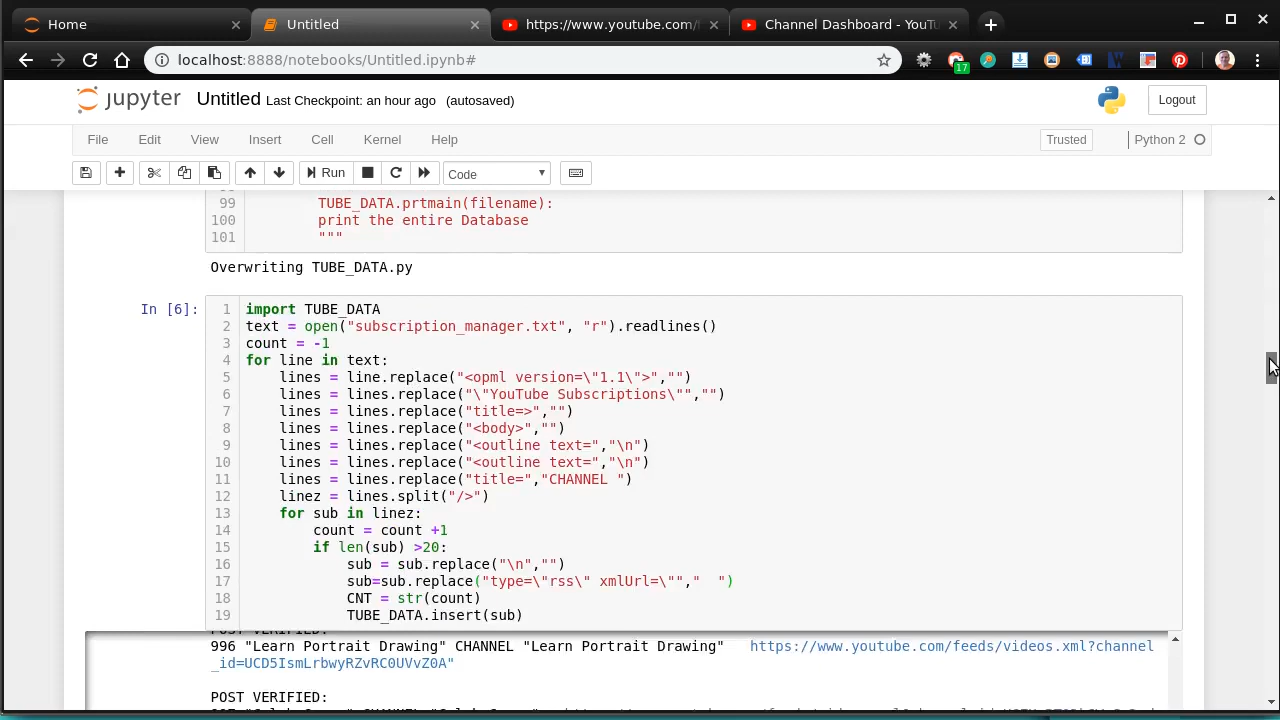 Home
Untitled
https://www.youtube.com/
Channel Dashboard - YouTu
localhost:8888/notebooks/Untitled.ipynb#
17
jupyter Untitled Last Checkpoint: an hour ago (autosaved)
Logout
File Edit View Insert Cell Kernel Help
Trusted
Python 2
Run
Code
99 TUBE_DATA.prtmain(filename):
100 print the entire Database
101 """
Overwriting TUBE_DATA.py
In [6]:
1 import TUBE_DATA
2 text = open("subscription_manager.txt", "r").readlines()
3 count = -1
4 for line in text:
5 lines = line.replace("<opml version=\"1.1\">","")
6 lines = lines.replace("\"YouTube Subscriptions\"","")
7 lines = lines.replace("title=>","")
8 lines = lines.replace("<body>","")
9 lines = lines.replace("<outline text=","\n")
10 lines = lines.replace("<outline text=","\n")
11 lines = lines.replace("title=","CHANNEL ")
12 linez = lines.split("/>")
13 for sub in linez:
14 count = count +1
15 if len(sub) >20:
16 sub = sub.replace("\n","")
17 sub=sub.replace("type=\"rss\" xmlUrl=\"","  ")
18 CNT = str(count)
19 TUBE_DATA.insert(sub)
POST VERIFIED:
996 "Learn Portrait Drawing" CHANNEL "Learn Portrait Drawing" https://www.youtube.com/feeds/videos.xml?channel
_id=UCD5IsmLrbwyRZvRC0UVvZ0A"
POST VERIFIED: